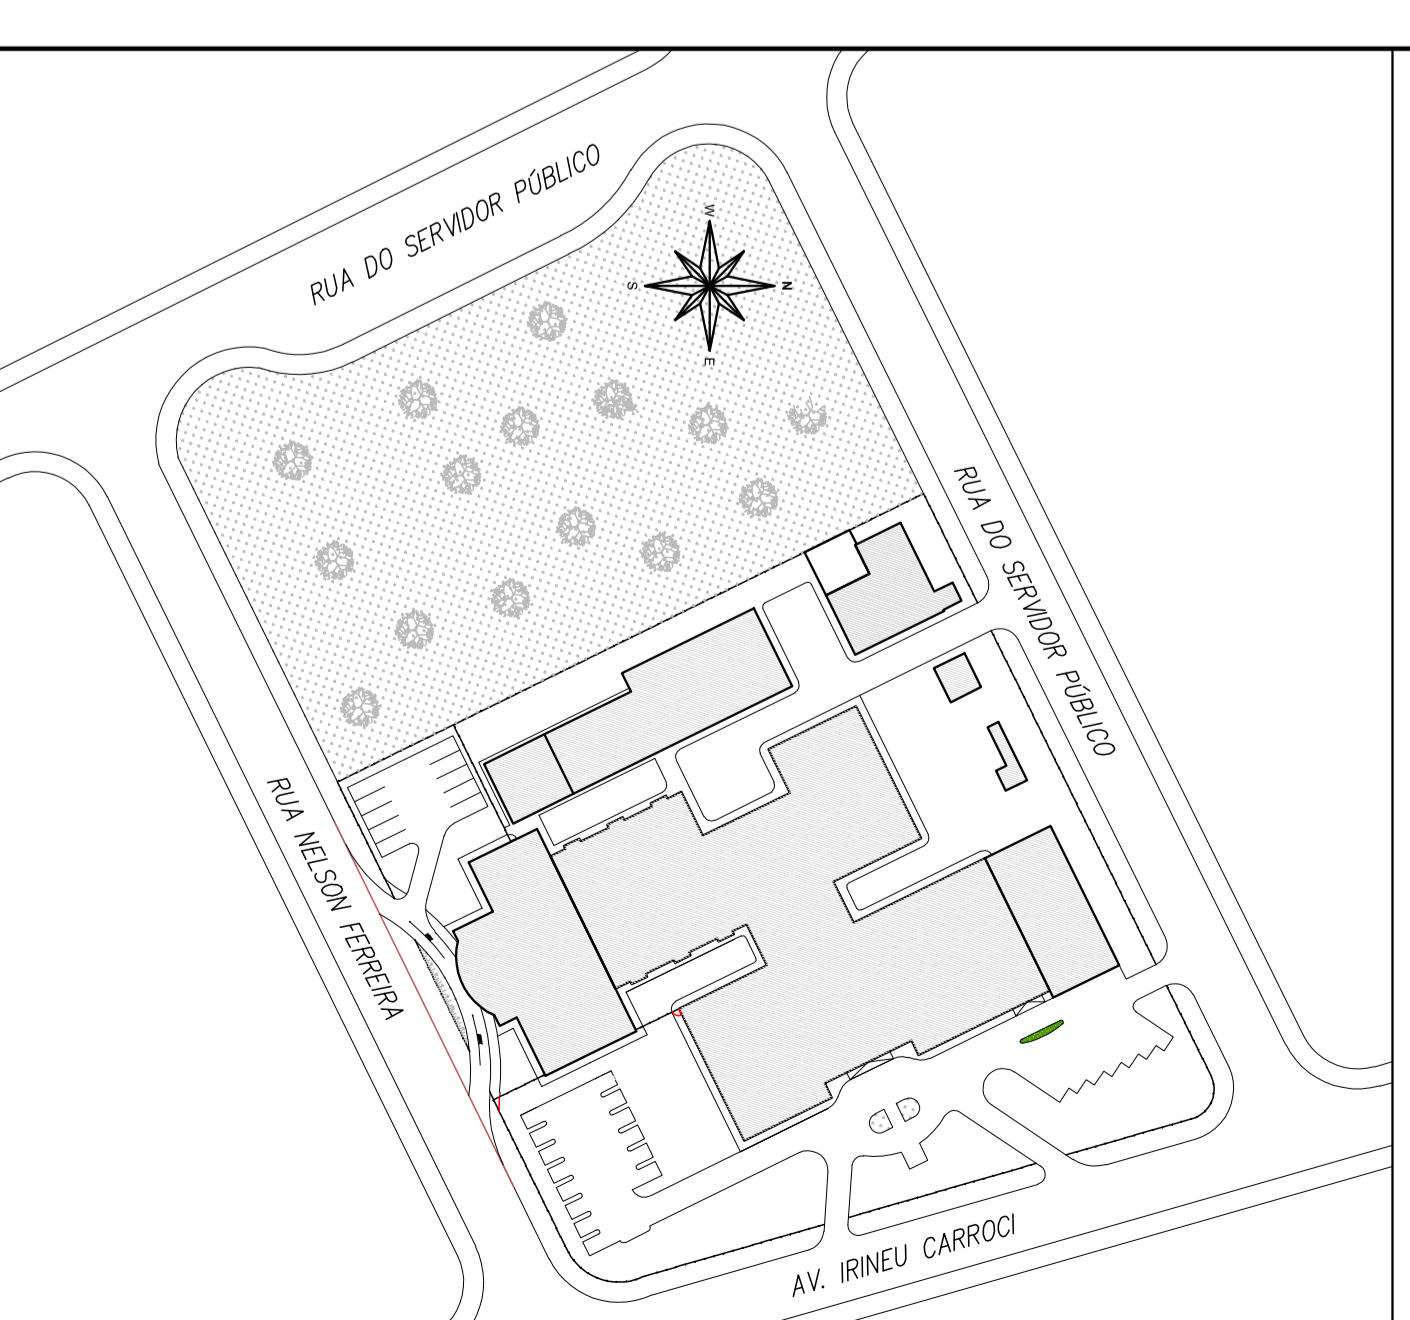 RUA DO SERVIDOR PÚBLICO
W
S
N
E
RUA DO SERVIDOR PÚBLICO
RUA NELSON FERREIRA
AV. IRINEU CARROCI